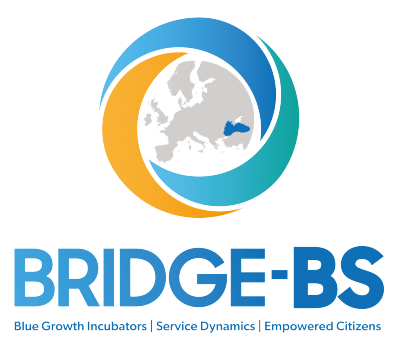 BRIDGE-BS
Blue Growth Incubators | Service Dynamics | Empowered Citizens